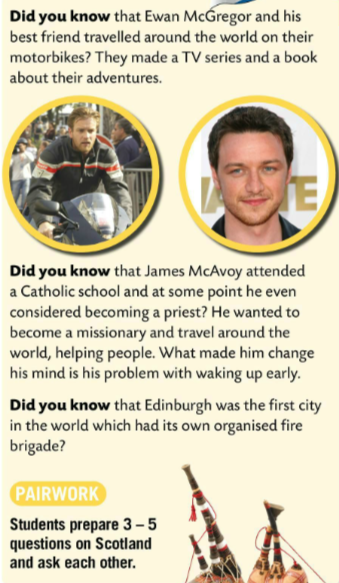 Did you know that Ewan McGregor and his
best friend travelled around the world on their
motorbikes? They made a TV series and a book
about their adventures.
Did you know that James McAvoy attended
a Catholic school and at some point he even
considered becoming a priest? He wanted to
become a missionary and travel around the
world, helping people. What made him change
his mind is his problem with waking up early.
Did you know that Edinburgh was the first city
in the world which had its own organised fire
brigade?
PAIRWORK
Students prepare 3 – 5
questions on Scotland
and ask each other.